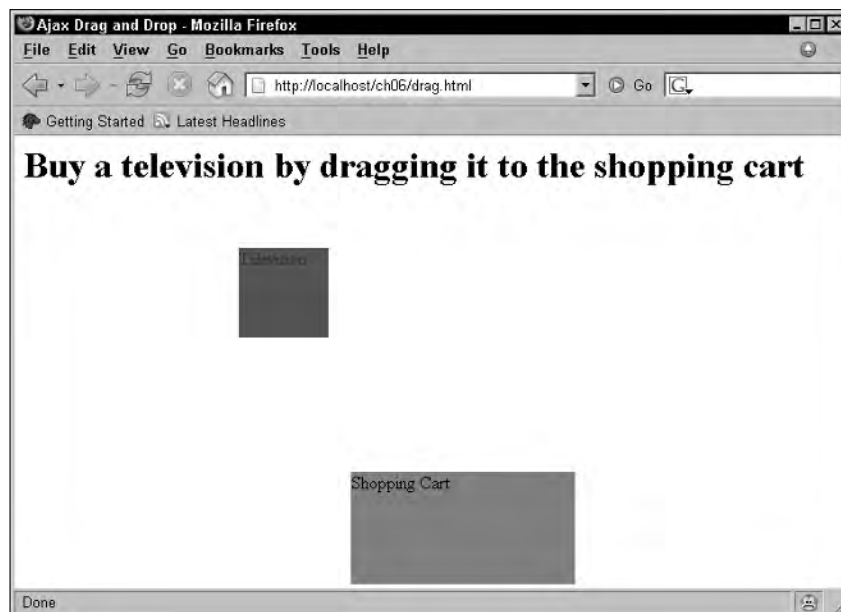 Ajax Drag and Drop - Mozilla Firefox
File Edit View Go Bookmarks Tools Help
http://localhost/ch06/drag.html Go G
Getting Started Latest Headlines
Buy a television by dragging it to the shopping cart
Television
Shopping Cart
Done